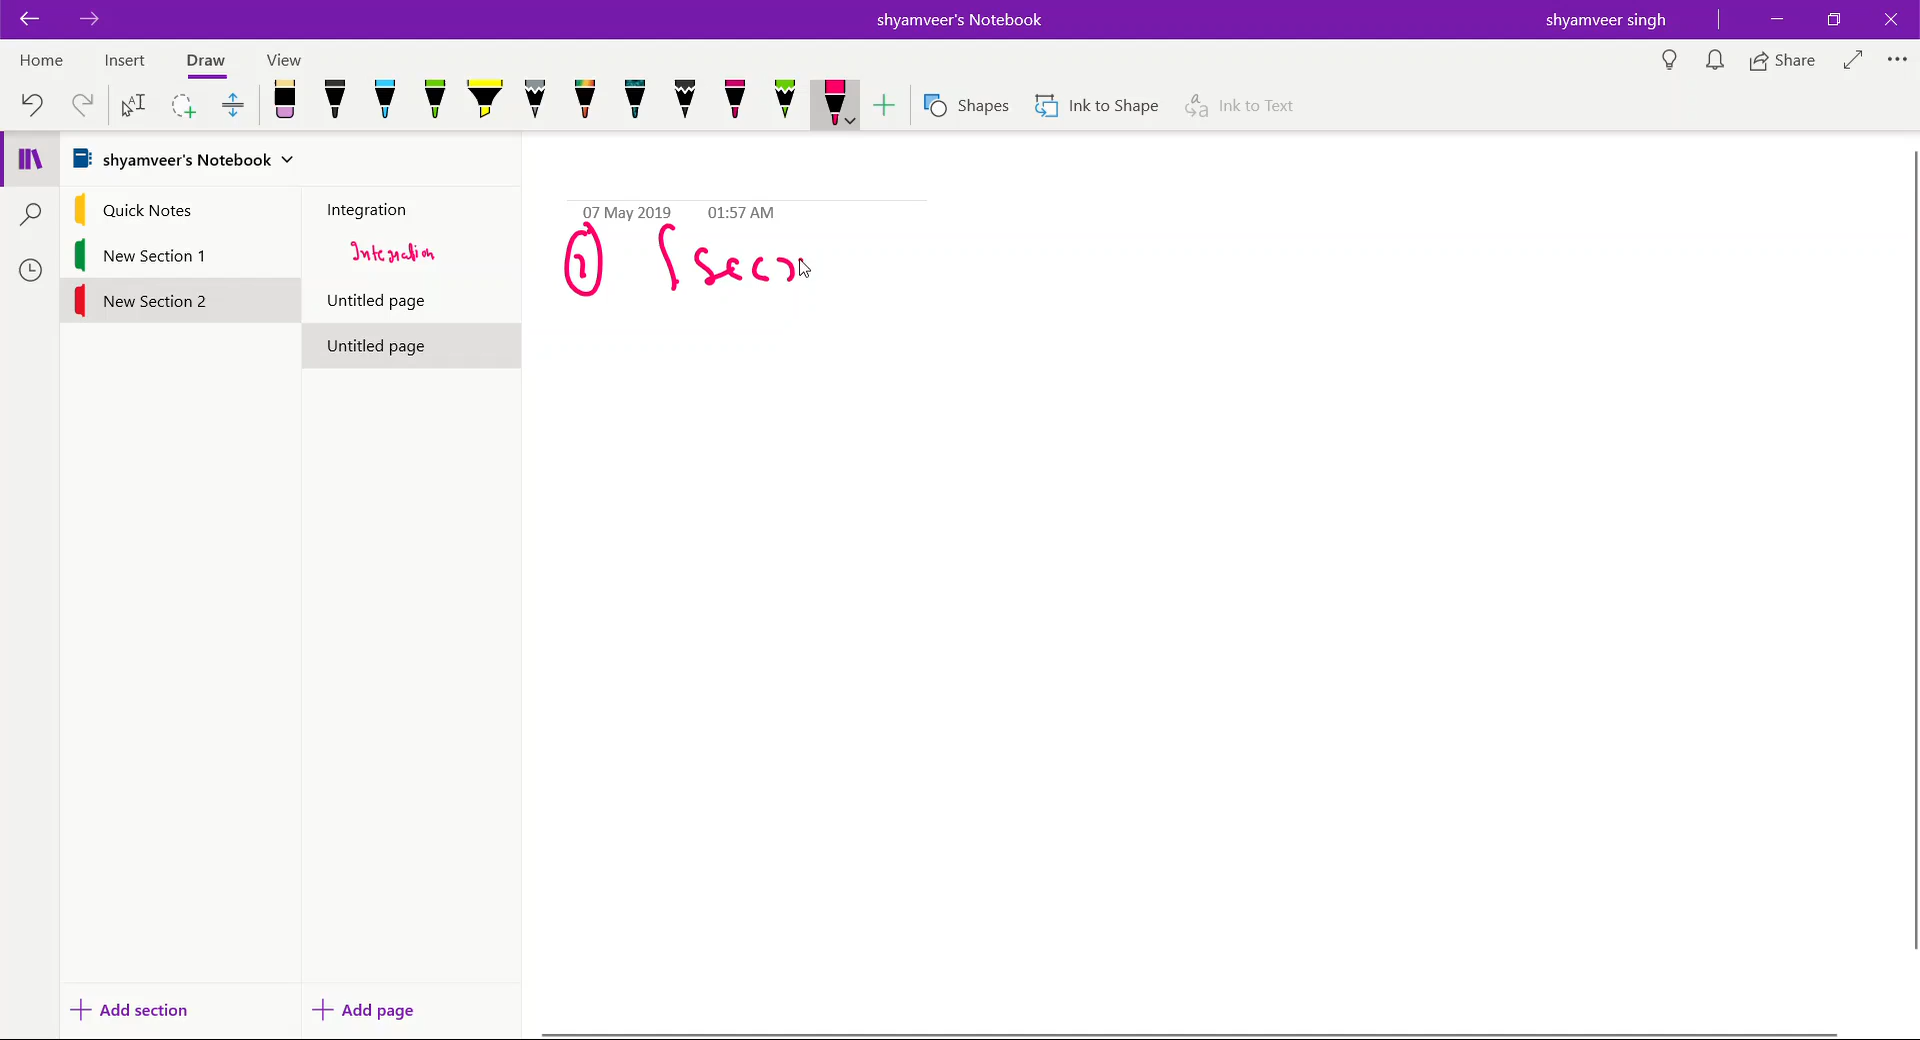 shyamveer's Notebook
shyamveer singh
Home Insert Draw View
Share
Shapes Ink to Shape Ink to Text
shyamveer's Notebook
Quick Notes
New Section 1
New Section 2
Integration
Integration
Untitled page
Untitled page
07 May 2019 01:57 AM
∫ sec
Add section
Add page